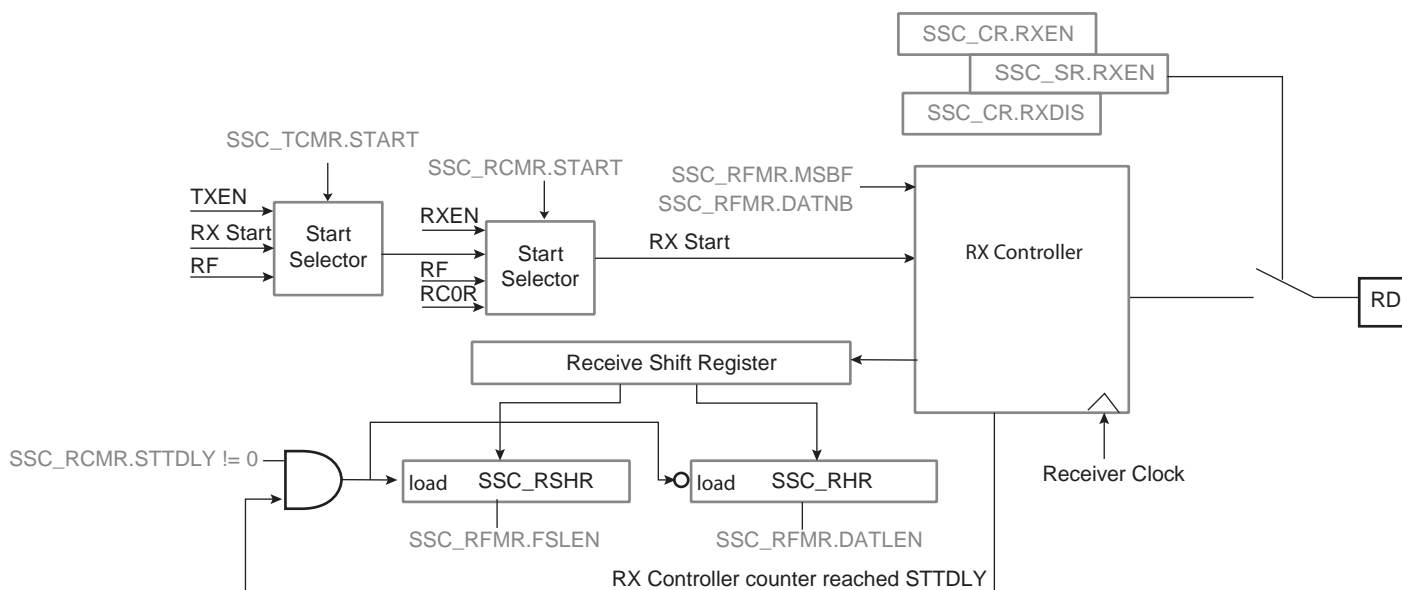 SSC_CR.RXEN
SSC_SR.RXEN
SSC_CR.RXDIS
SSC_TCMR.START
SSC_RCMR.START
SSC_RFMR.MSBF
SSC_RFMR.DATNB
TXEN
RX Start
RF
Start
Selector
RXEN
RF
RC0R
Start
Selector
RX Start
RX Controller
RD
Receive Shift Register
SSC_RCMR.STTDLY != 0
load
SSC_RSHR
load
SSC_RHR
Receiver Clock
SSC_RFMR.FSLEN
SSC_RFMR.DATLEN
RX Controller counter reached STTDLY